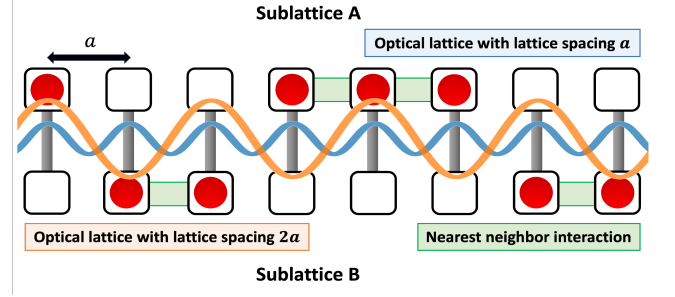 Sublattice A
a
Optical lattice with lattice spacing a
Optical lattice with lattice spacing 2a
Nearest neighbor interaction
Sublattice B